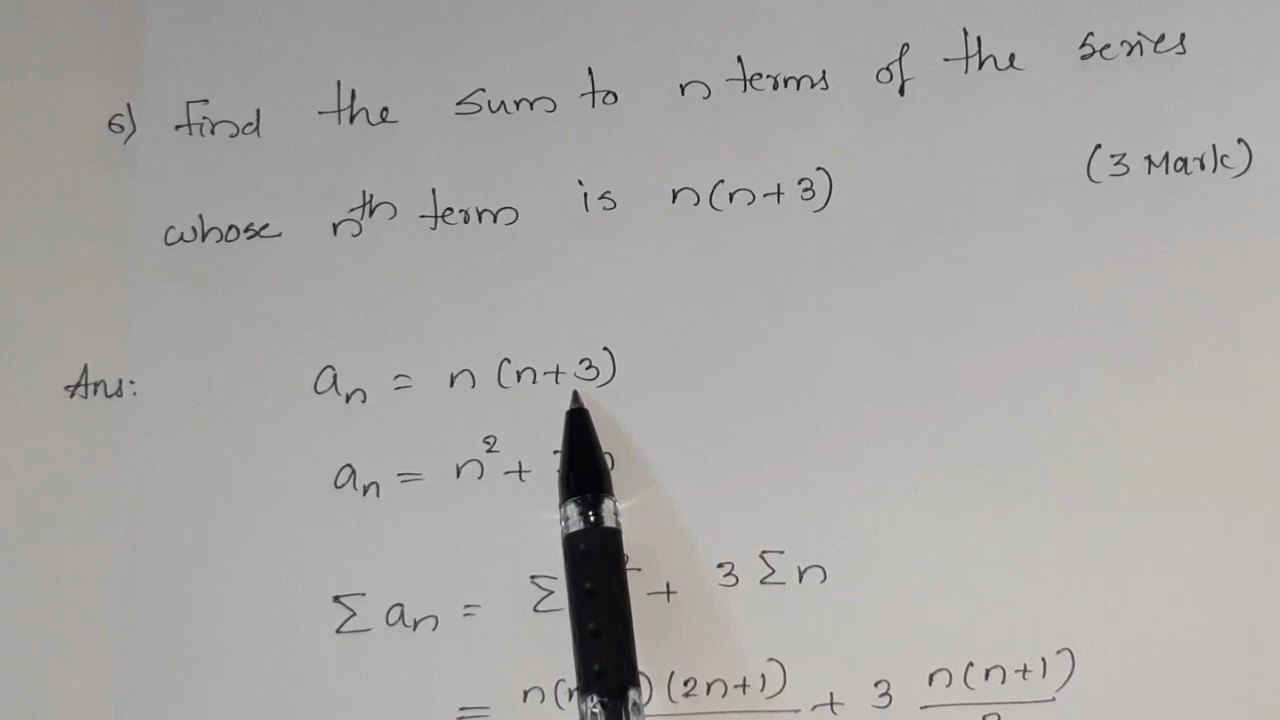 6) Find the sum to n terms of the series
whose nth term is n(n+3) (3 Mark)
Ans: an = n (n+3)
an = n² +
Σ an = Σ + 3 Σn
= (2n+1) + 3 n(n+1)